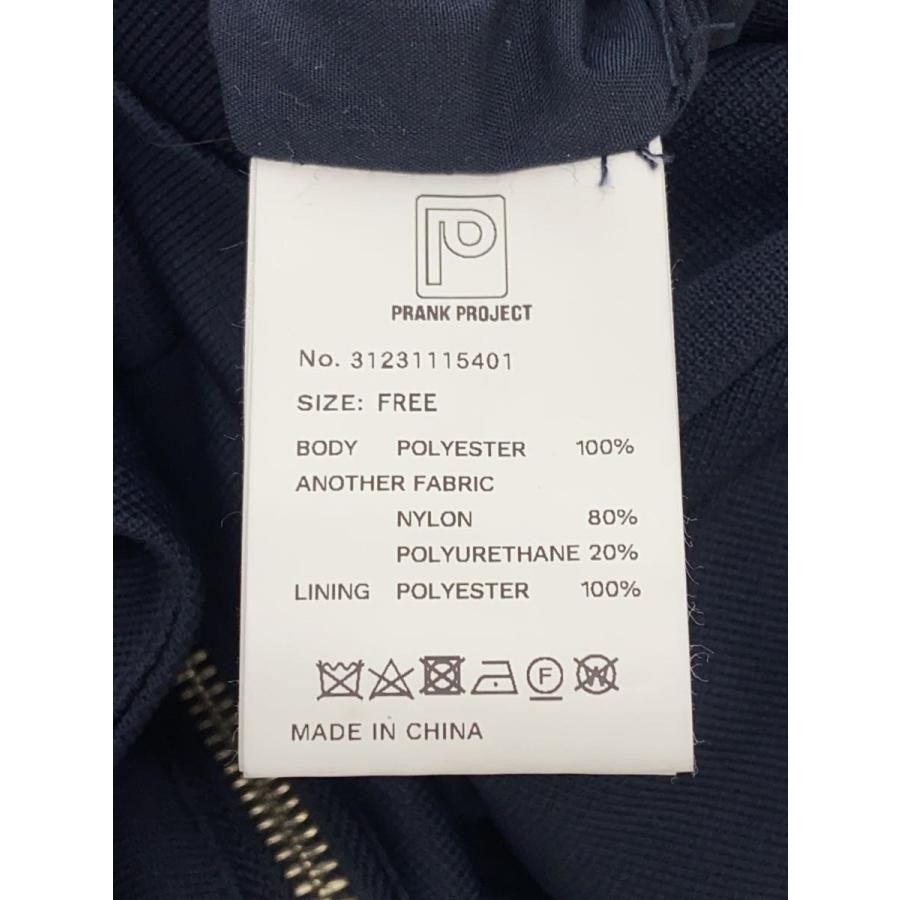 PRANK PROJECT
No. 31231115401
SIZE: FREE
BODY POLYESTER 100%
ANOTHER FABRIC
NYLON 80%
POLYURETHANE 20%
LINING POLYESTER 100%
F W
MADE IN CHINA